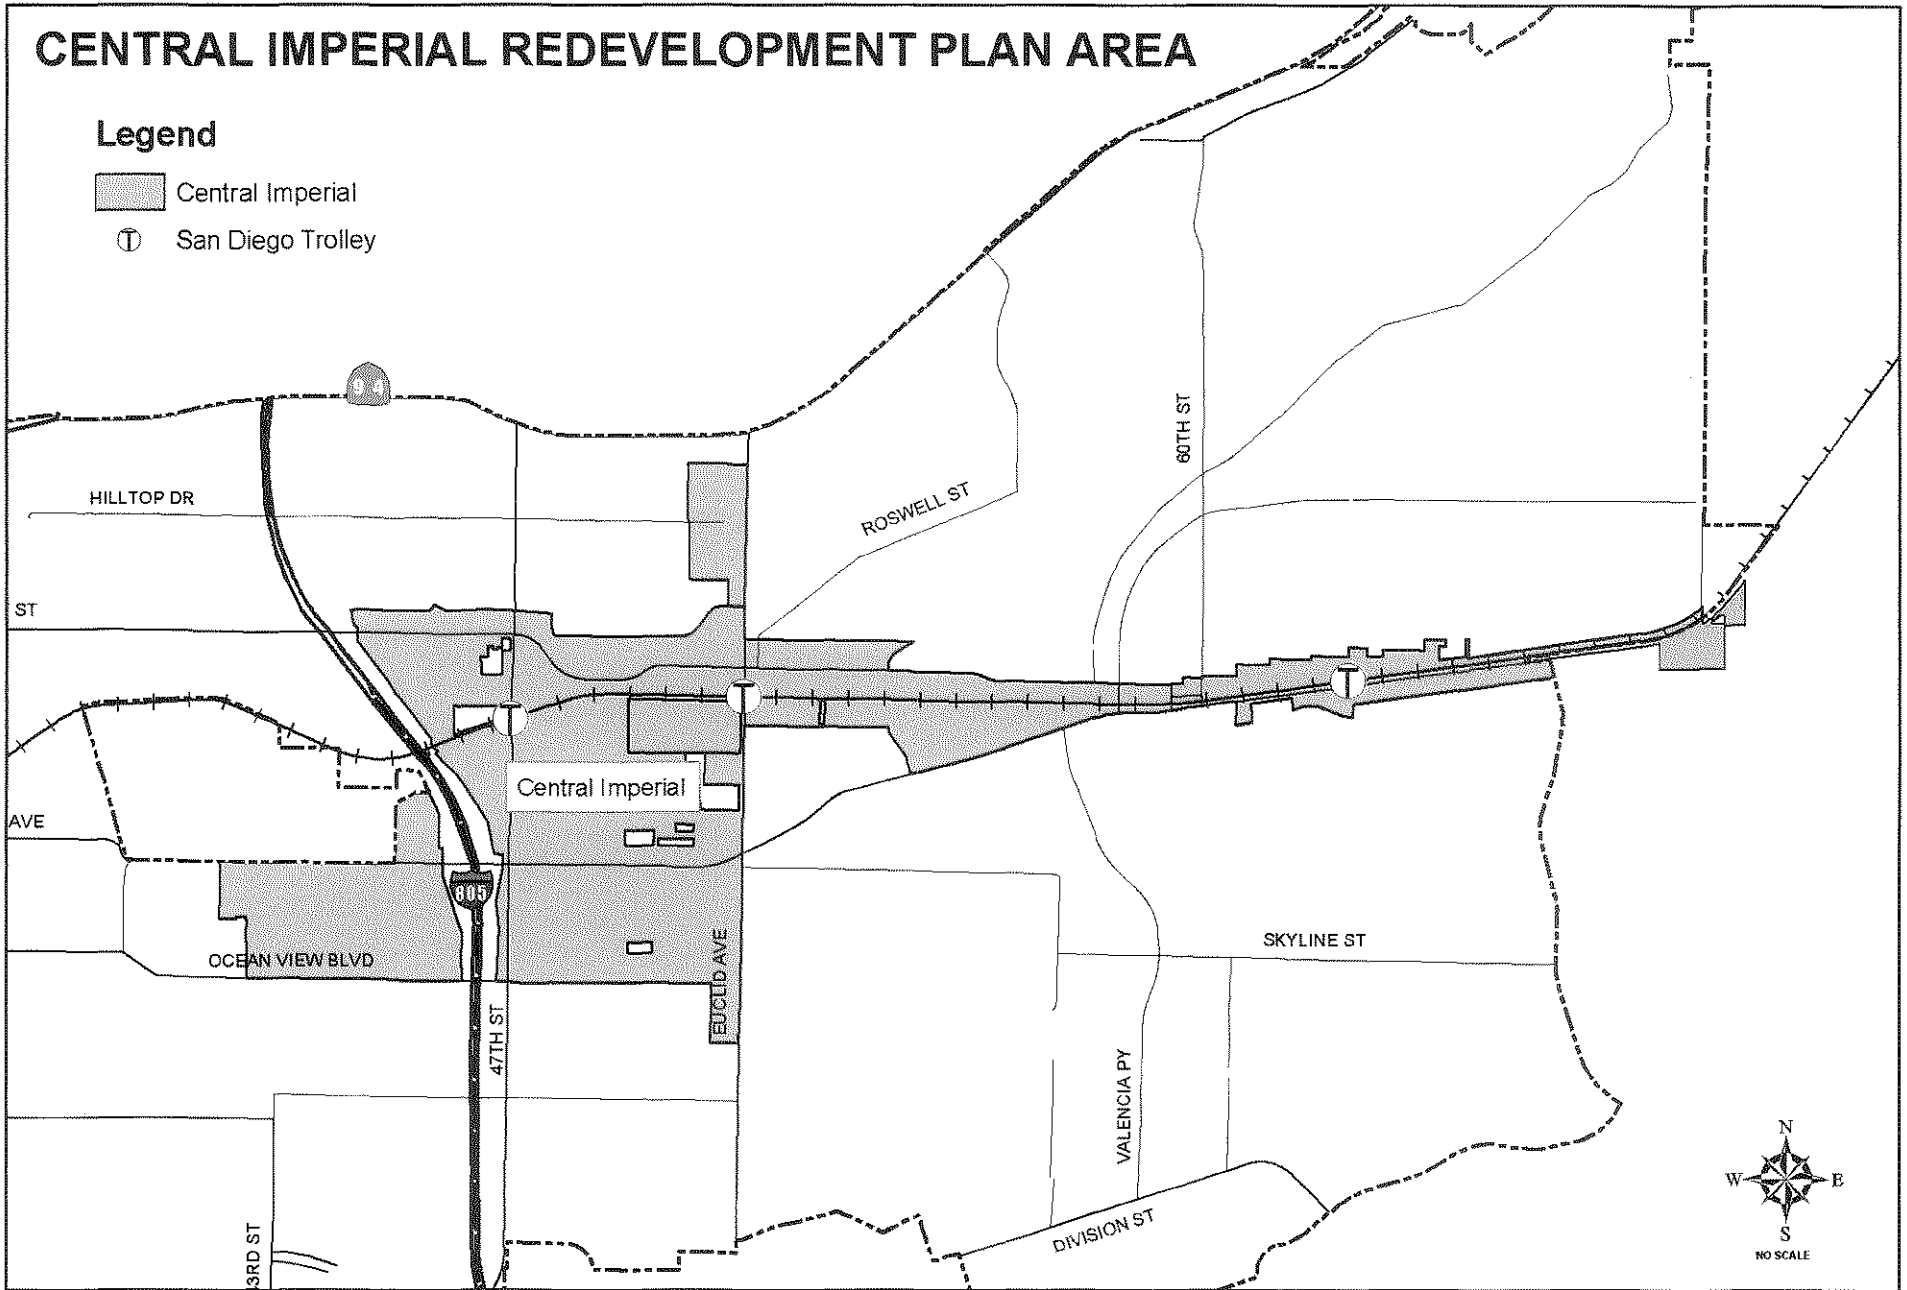 CENTRAL IMPERIAL REDEVELOPMENT PLAN AREA
Legend
Central Imperial
T San Diego Trolley
94
60TH ST
HILLTOP DR
ROSWELL ST
ST
T
T
T
Central Imperial
AVE
805
OCEAN VIEW BLVD
EUCLID AVE
SKYLINE ST
47TH ST
VALENCIA PY
DIVISION ST
43RD ST
N
W E
S
NO SCALE